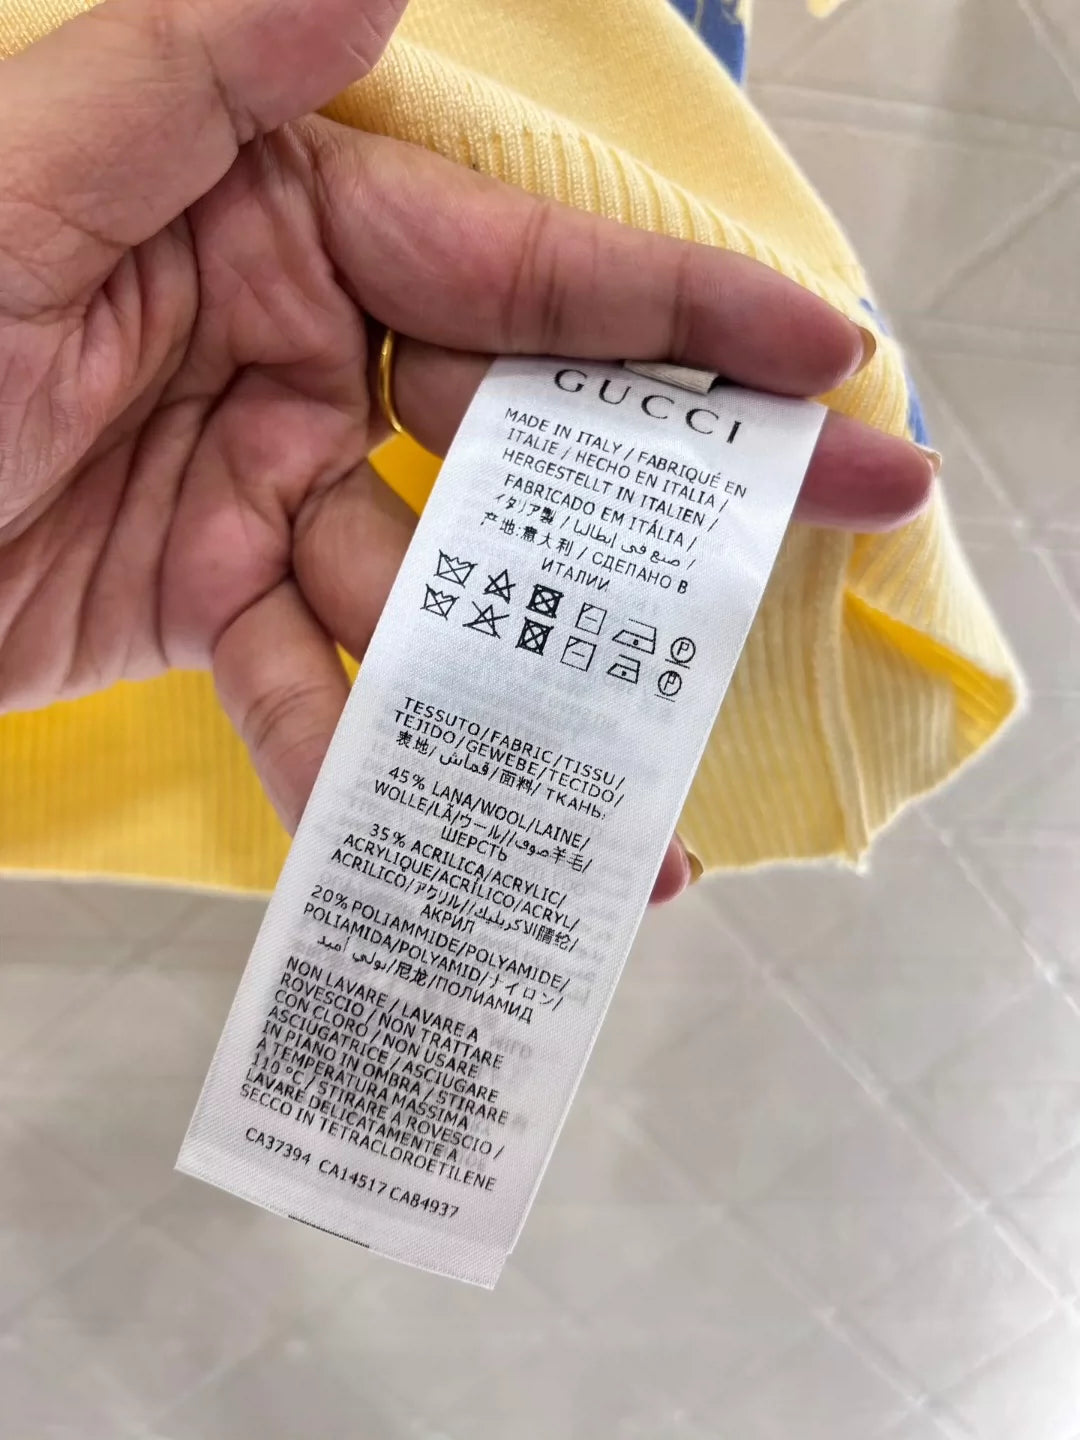 GUCCI
MADE IN ITALY / FABRIQUÉ EN
ITALIE / HECHO EN ITALIA /
HERGESTELLT IN ITALIEN /
FABRICADO EM ITÁLIA /
イタリア製 / صنع في إيطاليا /
产地:意大利 / СДЕЛАНО В
ИТАЛИИ
P
P
TESSUTO/FABRIC/TISSU/
TEJIDO/GEWEBE/TECIDO/
表地/قماش/面料/ТКАНЬ:
45% LANA/WOOL/LAINE/
WOLLE/LÃ/ウール/صوف/羊毛/
ШЕРСТЬ
35% ACRILICA/ACRYLIC/
ACRYLIQUE/ACRÍLICO/ACRYL/
ACRILICO/アクリル/الاكريليك/腈纶/
АКРИЛ
20% POLIAMMIDE/POLYAMIDE/
POLIAMIDA/POLYAMID/ナイロン/
بولي أميد/尼龙/ПОЛИАМИД
NON LAVARE / LAVARE A
ROVESCIO / NON TRATTARE
CON CLORO / NON USARE
ASCIUGATRICE / ASCIUGARE
IN PIANO IN OMBRA / STIRARE
A TEMPERATURA MASSIMA
110 °C / STIRARE A ROVESCIO /
LAVARE DELICATAMENTE A
SECCO IN TETRACLOROETILENE
CA37394 CA14517 CA84937